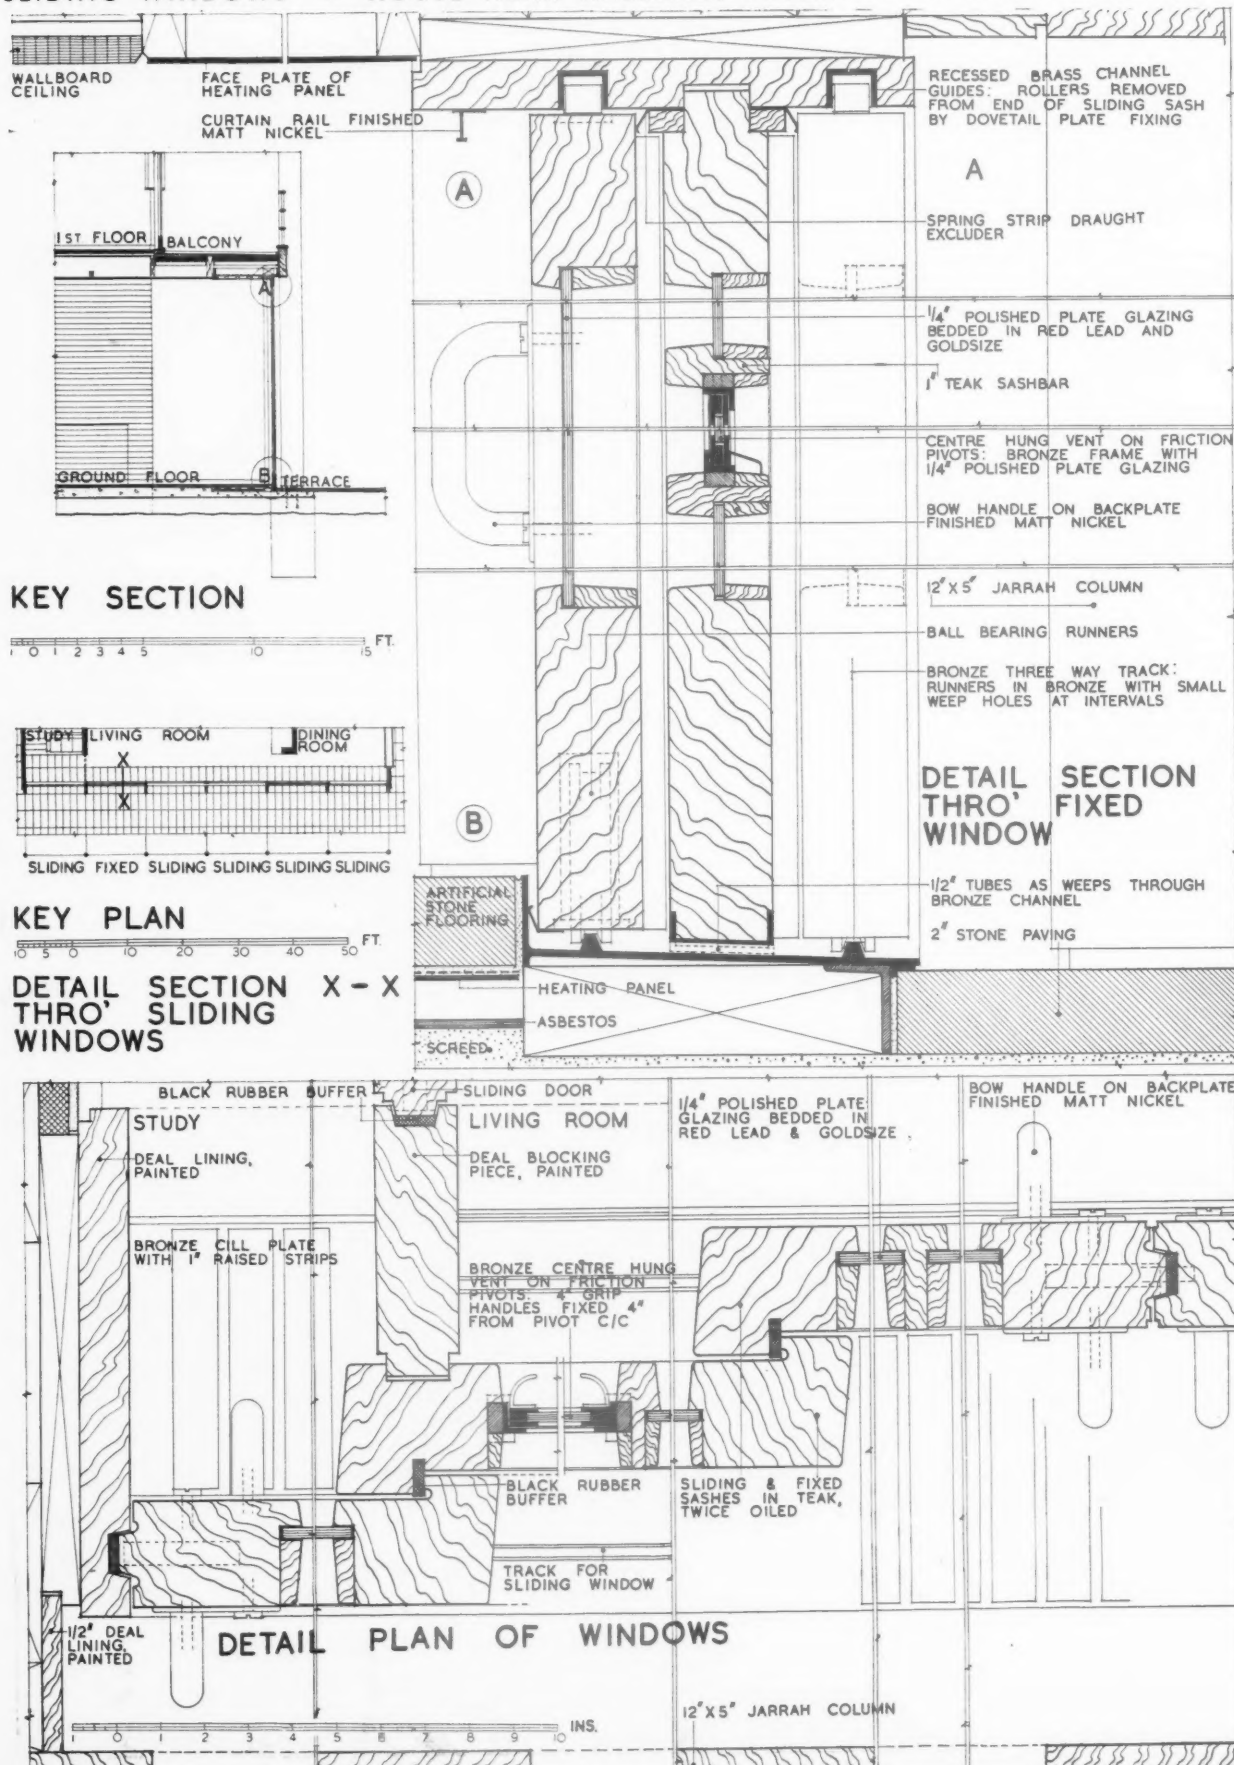 WALLBOARD
CEILING
FACE PLATE OF
HEATING PANEL
CURTAIN RAIL FINISHED
MATT NICKEL
RECESSED BRASS CHANNEL
GUIDES: ROLLERS REMOVED
FROM END OF SLIDING SASH
BY DOVETAIL PLATE FIXING
A
A
SPRING STRIP DRAUGHT
EXCLUDER
1ST FLOOR
BALCONY
A
GROUND FLOOR
B
TERRACE
1/4" POLISHED PLATE GLAZING
BEDDED IN RED LEAD AND
GOLDSIZE
1" TEAK SASHBAR
CENTRE HUNG VENT ON FRICTION
PIVOTS: BRONZE FRAME WITH
1/4" POLISHED PLATE GLAZING
BOW HANDLE ON BACKPLATE
FINISHED MATT NICKEL
12" X 5" JARRAH COLUMN
BALL BEARING RUNNERS
BRONZE THREE WAY TRACK:
RUNNERS IN BRONZE WITH SMALL
WEEP HOLES AT INTERVALS
KEY SECTION
1 0 1 2 3 4 5 10 15 FT.
STUDY
LIVING ROOM
DINING
ROOM
X
X
SLIDING FIXED SLIDING SLIDING SLIDING SLIDING
KEY PLAN
10 5 0 10 20 30 40 50 FT.
B
DETAIL SECTION
THRO' FIXED
WINDOW
1/2" TUBES AS WEEPS THROUGH
BRONZE CHANNEL
2" STONE PAVING
ARTIFICIAL
STONE
FLOORING
DETAIL SECTION X - X
THRO' SLIDING
WINDOWS
HEATING PANEL
ASBESTOS
SCREED
BLACK RUBBER BUFFER
SLIDING DOOR
STUDY
LIVING ROOM
DEAL LINING,
PAINTED
DEAL BLOCKING
PIECE, PAINTED
1/4" POLISHED PLATE
GLAZING BEDDED IN
RED LEAD & GOLDSIZE
BOW HANDLE ON BACKPLATE
FINISHED MATT NICKEL
BRONZE CILL PLATE
WITH 1" RAISED STRIPS
BRONZE CENTRE HUNG
VENT ON FRICTION
PIVOTS: 4" GRIP
HANDLES FIXED 4"
FROM PIVOT C/C
BLACK RUBBER
BUFFER
SLIDING & FIXED
SASHES IN TEAK,
TWICE OILED
TRACK FOR
SLIDING WINDOW
1/2" DEAL
LINING,
PAINTED
DETAIL PLAN OF WINDOWS
12" X 5" JARRAH COLUMN
1 0 1 2 3 4 5 6 7 8 9 10 INS.